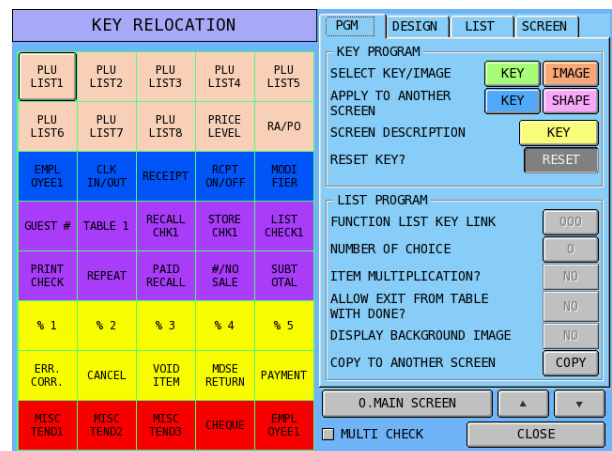 KEY RELOCATION
PLU PLU PLU PLU PLU
LIST1 LIST2 LIST3 LIST4 LIST5
PLU PLU PLU PRICE RA/PO
LIST6 LIST7 LIST8 LEVEL
EMPL CLK RECEIPT RCPT MODI
OYEE1 IN/OUT ON/OFF FIER
GUEST # TABLE 1 RECALL STORE LIST
CHK1 CHK1 CHECK1
PRINT REPEAT PAID #/NO SUBT
CHECK RECALL SALE OTAL
% 1 % 2 % 3 % 4 % 5
ERR. CANCEL VOID MDSE PAYMENT
CORR. ITEM RETURN
MISC MISC MISC CHEQUE EMPL
TEND1 TEND2 TEND3 OYEE1
PGM DESIGN LIST SCREEN
KEY PROGRAM
SELECT KEY/IMAGE KEY IMAGE
APPLY TO ANOTHER KEY SHAPE
SCREEN
SCREEN DESCRIPTION KEY
RESET KEY? RESET
LIST PROGRAM
FUNCTION LIST KEY LINK 000
NUMBER OF CHOICE 0
ITEM MULTIPLICATION? NO
ALLOW EXIT FROM TABLE NO
WITH DONE?
DISPLAY BACKGROUND IMAGE NO
COPY TO ANOTHER SCREEN COPY
0.MAIN SCREEN
MULTI CHECK CLOSE